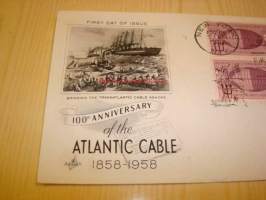 FIRST DAY OF ISSUE
BRINGING THE TRANSATLANTIC CABLE ASHORE
100th ANNIVERSARY
of the
ATLANTIC CABLE
1858-1958